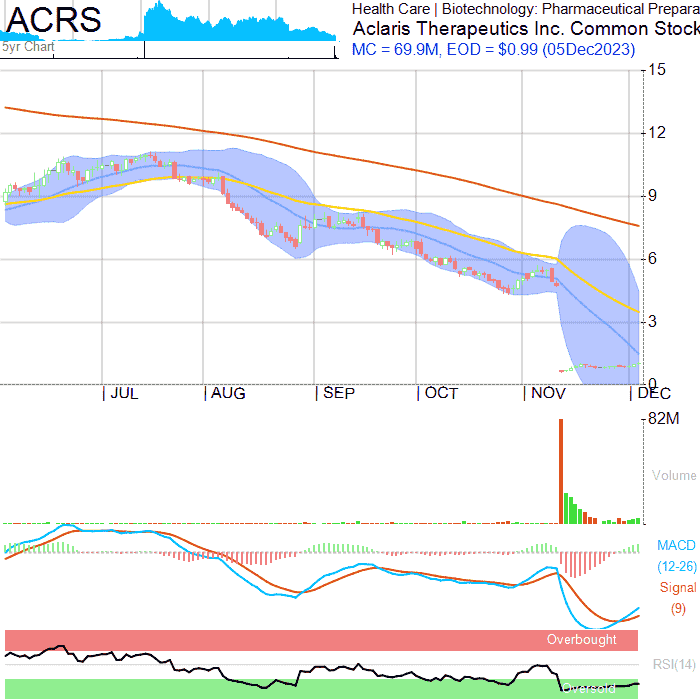 ACRS
5yr Chart
Health Care | Biotechnology: Pharmaceutical Prepara
Aclaris Therapeutics Inc. Common Stock
MC = 69.9M, EOD = $0.99 (05Dec2023)
15
12
9
6
3
0
JUL AUG SEP OCT NOV DEC
82M
Volume
MACD
(12-26)
Signal
(9)
Overbought
RSI(14)
Oversold